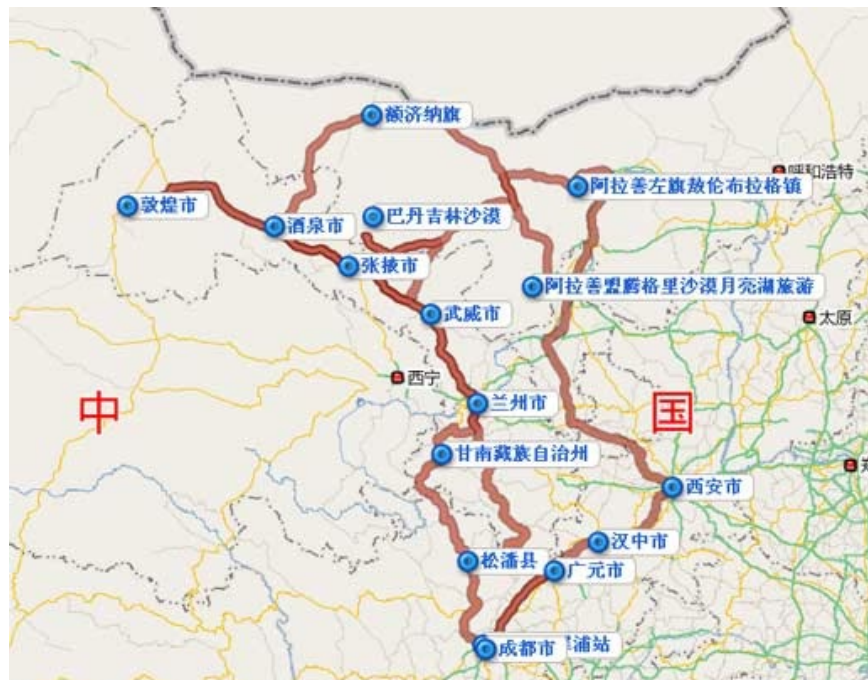 额济纳旗
呼和浩特
阿拉善左旗敖伦布拉格镇
敦煌市
巴丹吉林沙漠
酒泉市
张掖市
阿拉善盟腾格里沙漠月亮湖旅游
武威市
太原
西宁
兰州市
中
国
甘南藏族自治州
西安市
汉中市
松潘县
广元市
成都市
浦站